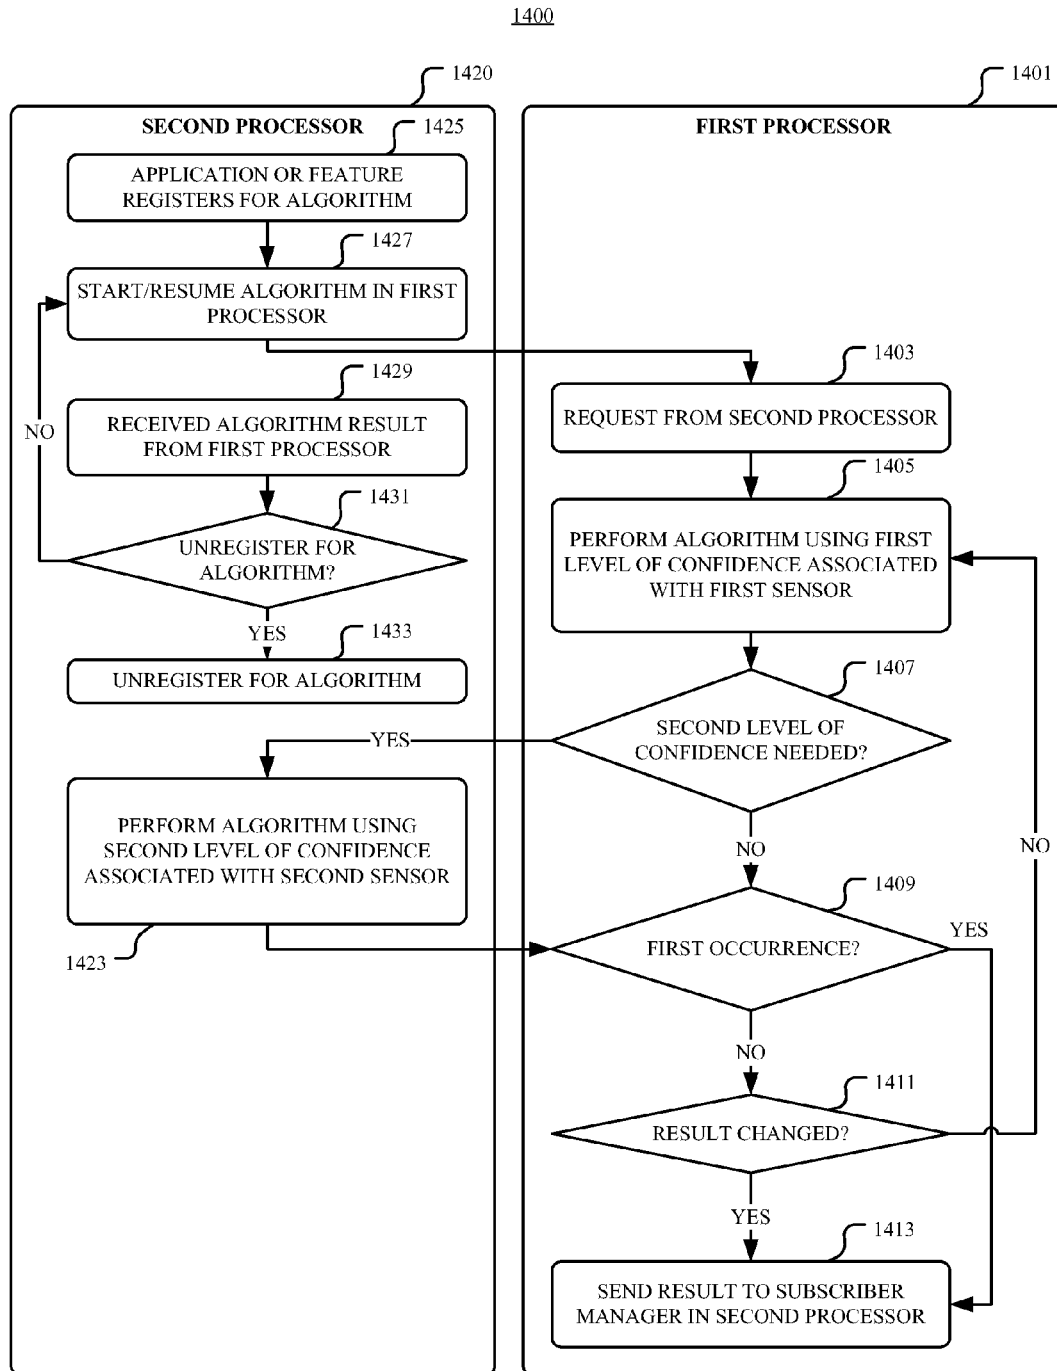 1400
1420
1401
SECOND PROCESSOR
FIRST PROCESSOR
1425
APPLICATION OR FEATURE
REGISTERS FOR ALGORITHM
1427
START/RESUME ALGORITHM IN FIRST
PROCESSOR
1429
RECEIVED ALGORITHM RESULT
FROM FIRST PROCESSOR
NO
1431
UNREGISTER FOR
ALGORITHM?
YES
1433
UNREGISTER FOR ALGORITHM
1403
REQUEST FROM SECOND PROCESSOR
1405
PERFORM ALGORITHM USING FIRST
LEVEL OF CONFIDENCE ASSOCIATED
WITH FIRST SENSOR
1407
SECOND LEVEL OF
CONFIDENCE NEEDED?
YES
PERFORM ALGORITHM USING
SECOND LEVEL OF CONFIDENCE
ASSOCIATED WITH SECOND SENSOR
1423
NO
NO
1409
FIRST OCCURRENCE?
YES
NO
1411
RESULT CHANGED?
YES
1413
SEND RESULT TO SUBSCRIBER
MANAGER IN SECOND PROCESSOR